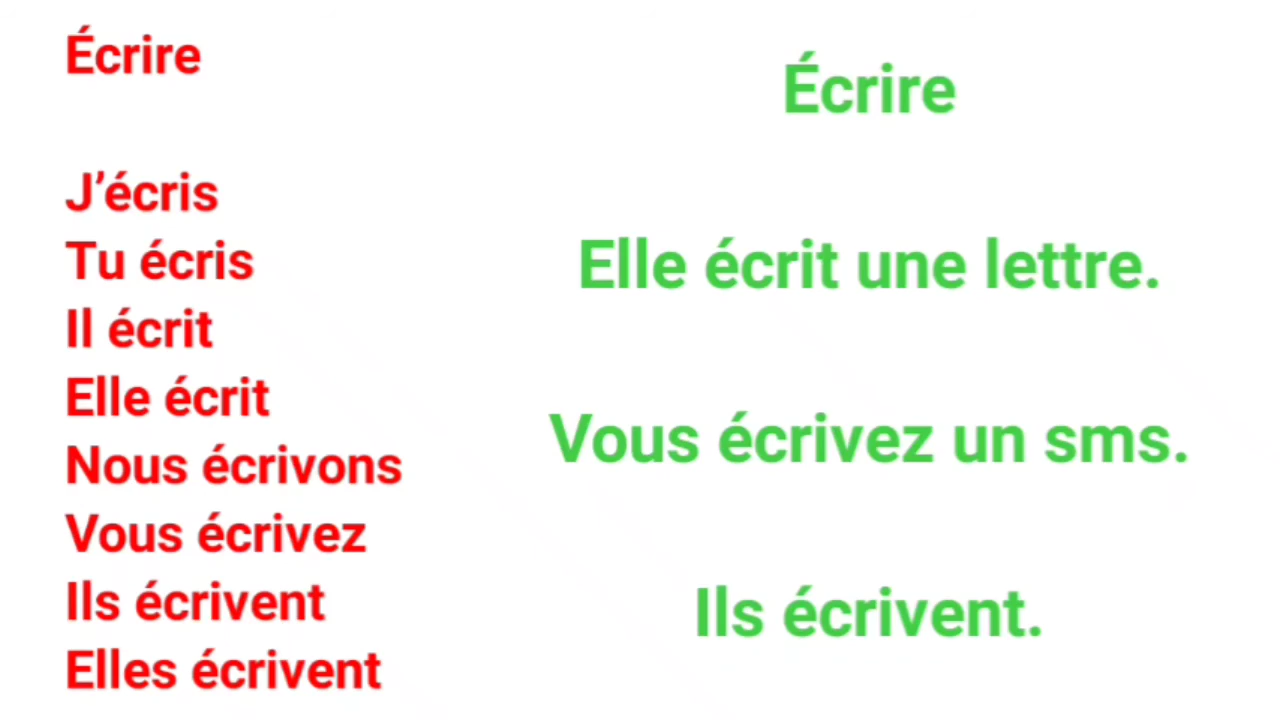 Écrire
J’écris
Tu écris
Il écrit
Elle écrit
Nous écrivons
Vous écrivez
Ils écrivent
Elles écrivent
Écrire
Elle écrit une lettre.
Vous écrivez un sms.
Ils écrivent.